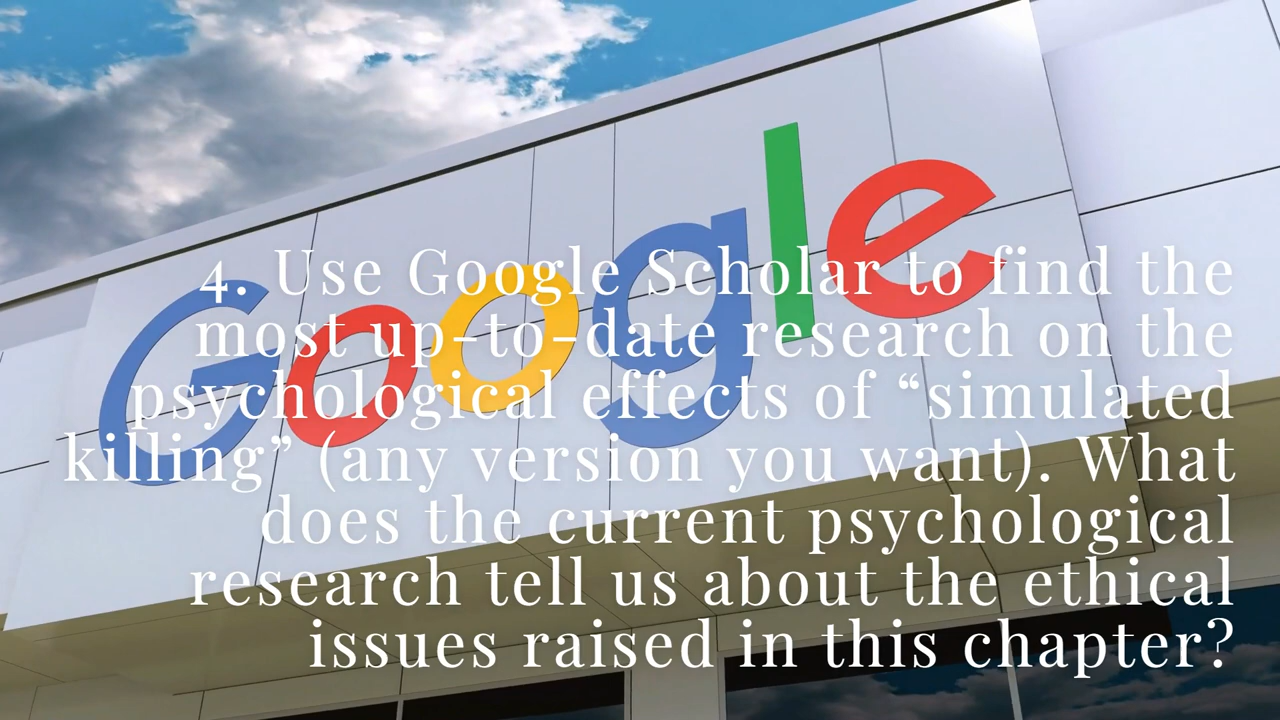 Google
4. Use Google Scholar to find the
most up-to-date research on the
psychological effects of “simulated
killing” (any version you want). What
does the current psychological
research tell us about the ethical
issues raised in this chapter?